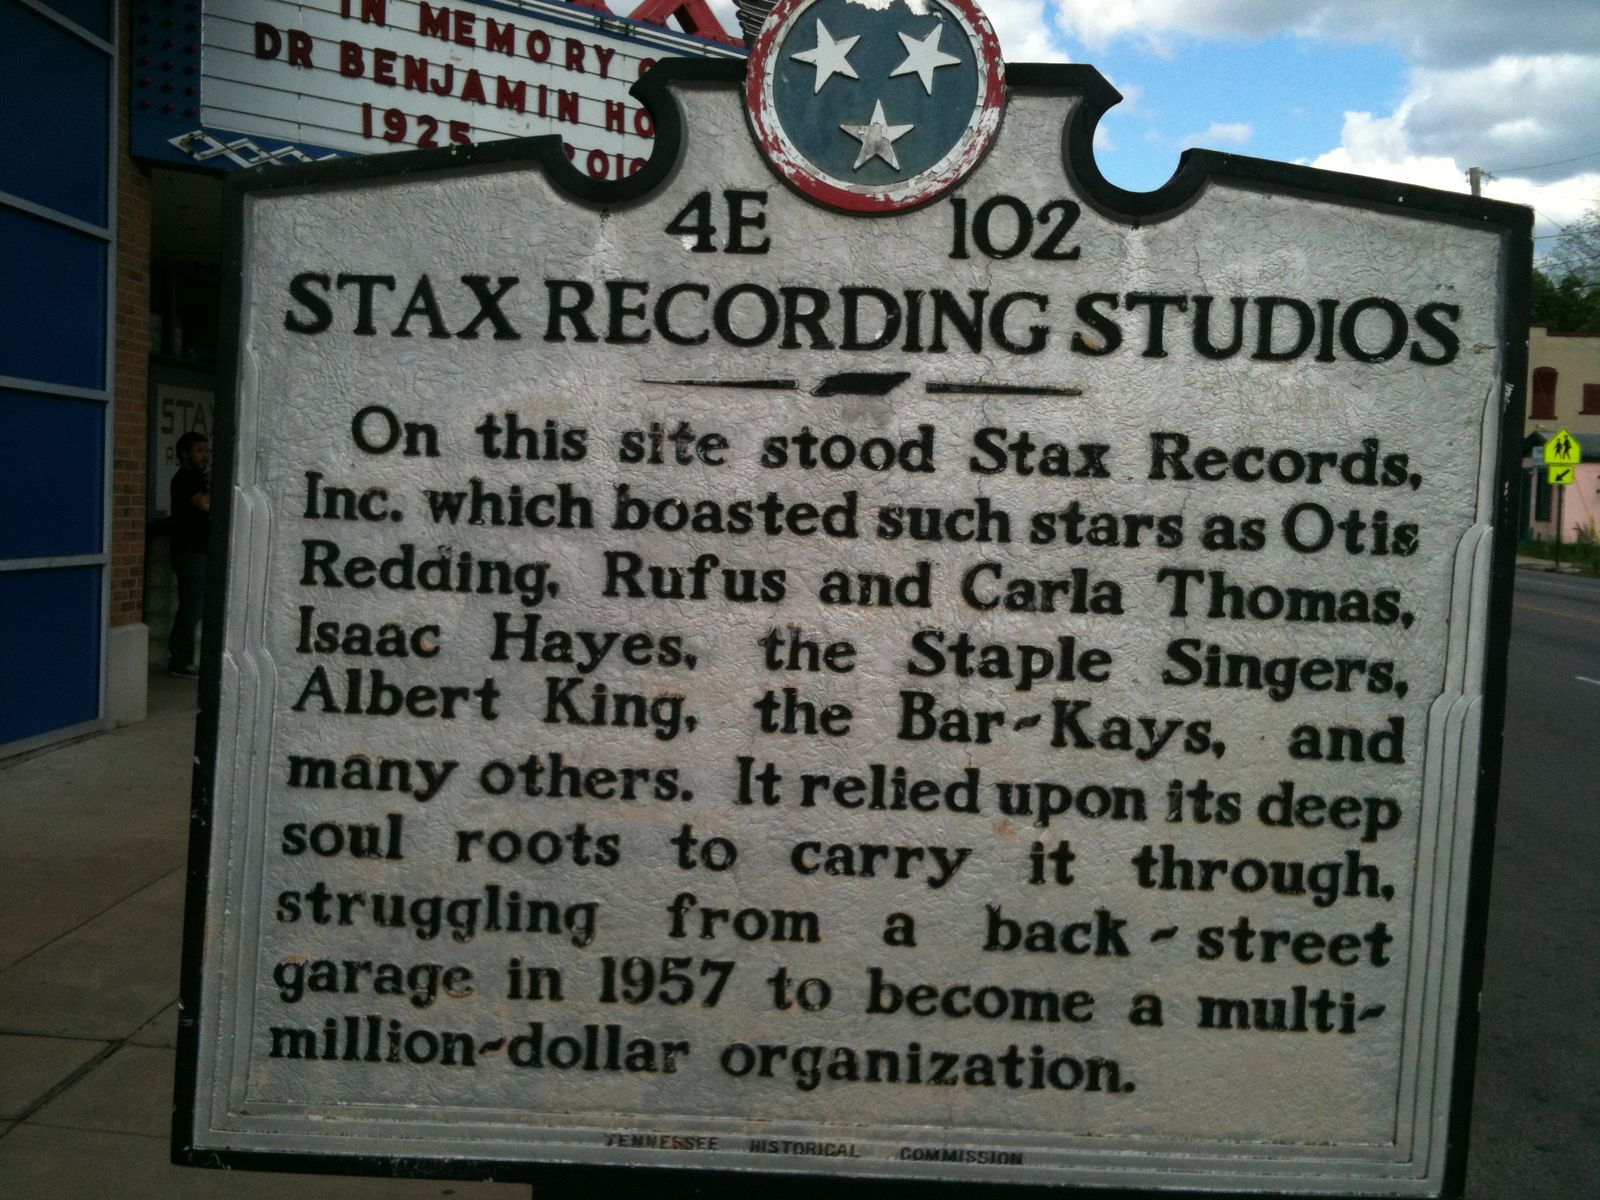 IN MEMORY
DR BENJAMIN
1925
4E 102
STAX RECORDING STUDIOS
On this site stood Stax Records,
Inc. which boasted such stars as Otis
Redding, Rufus and Carla Thomas,
Isaac Hayes, the Staple Singers,
Albert King, the Bar-Kays, and
many others. It relied upon its deep
soul roots to carry it through,
struggling from a back-street
garage in 1957 to become a multi-
million-dollar organization.
TENNESSEE HISTORICAL COMMISSION
STAX